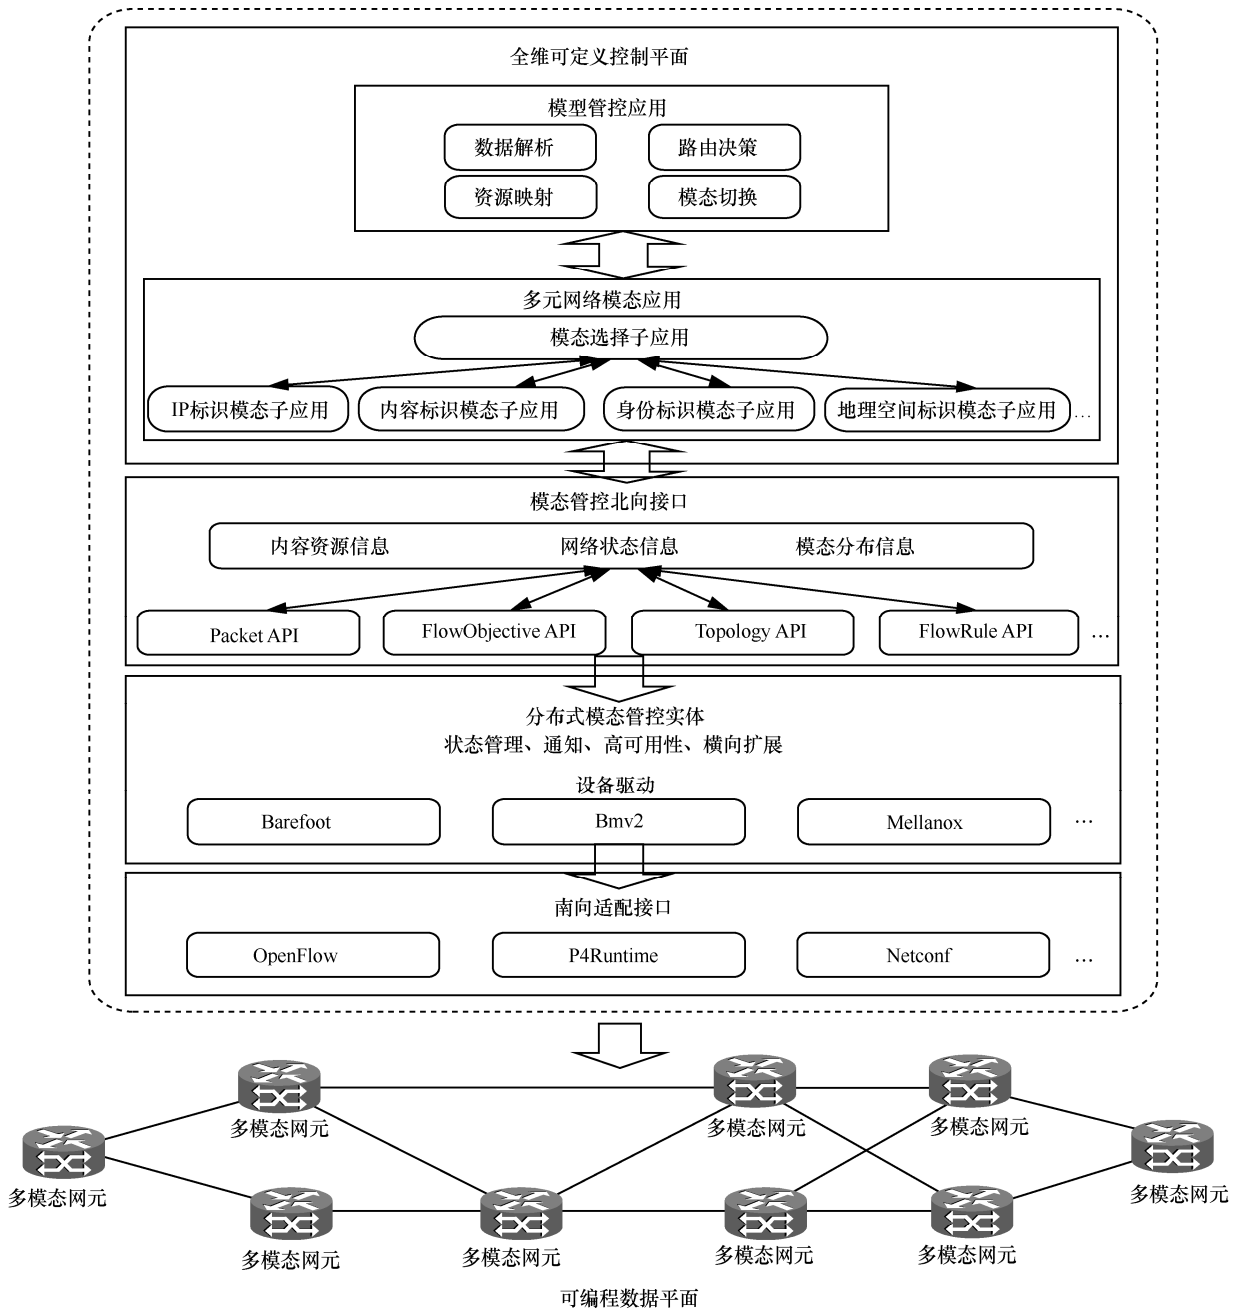 全维可定义控制平面
模型管控应用
数据解析 路由决策
资源映射 模态切换
多元网络模态应用
模态选择子应用
IP标识模态子应用 内容标识模态子应用 身份标识模态子应用 地理空间标识模态子应用 …
模态管控北向接口
内容资源信息 网络状态信息 模态分布信息
Packet API FlowObjective API Topology API FlowRule API …
分布式模态管控实体
状态管理、通知、高可用性、横向扩展
设备驱动
Barefoot Bmv2 Mellanox …
南向适配接口
OpenFlow P4Runtime Netconf …
多模态网元 多模态网元 多模态网元
多模态网元 多模态网元
多模态网元 多模态网元 多模态网元 多模态网元
可编程数据平面